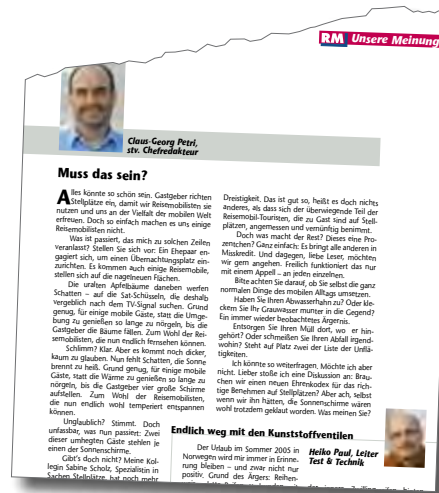 RM Unsere Meinung
Claus-Georg Petri,
stv. Chefredakteur
Muss das sein?
Alles könnte so schön sein. Gastgeber richten
Stellplätze ein, damit wir Reisemobilisten sie
nutzen und uns an der Vielfalt der mobilen Welt
erfreuen. Doch so einfach machen es uns einige
Reisemobilisten nicht.
Was ist passiert, das mich zu solchen Zeilen
veranlasst? Stellen Sie sich vor: Ein Ehepaar en-
gagiert sich, um einen Übernachtungsplatz ein-
zurichten. Es kommen auch einige Reisemobile,
stellen sich auf die nagelneuen Flächen.
Die uralten Apfelbäume daneben werfen
Schatten – auf die Sat-Schüsseln, die deshalb
vergeblich nach dem TV-Signal suchen. Grund
genug, für einige mobile Gäste, statt die Umge-
bung zu genießen so lange zu nörgeln, bis die
Gastgeber die Bäume fällen. Zum Wohl der Rei-
semobilisten, die nun endlich fernsehen können.
Schlimm? Klar. Aber es kommt noch dicker,
kaum zu glauben. Nun fehlt Schatten, die Sonne
brennt zu heiß. Grund genug, für einige mobile
Gäste, statt die Wärme zu genießen so lange zu
nörgeln, bis die Gastgeber vier große Schirme
aufstellen. Zum Wohl der Reisemobilisten,
die nun endlich wohl temperiert entspannen
können.
Unglaublich? Stimmt. Doch
unfassbar, was nun passiert: Zwei
dieser umhegten Gäste stehlen je
einen der Sonnenschirme.
Gibt's doch nicht? Meine Kol-
legin Sabine Scholz, Spezialistin in
Sachen Stellplätze, hat noch mehr
Dreistigkeit. Das ist gut so, heißt es doch nichts
anderes, als dass sich der überwiegende Teil der
Reisemobil-Touristen, die zu Gast sind auf Stell-
plätzen, angemessen und vernünftig benimmt.
Doch was macht der Rest? Dieses eine Pro-
zentchen? Ganz einfach: Es bringt alle anderen in
Misskredit. Und dagegen, liebe Leser, möchten
wir gern angehen. Freilich funktioniert das nur
mit einem Appell – an jeden einzelnen.
Bitte achten Sie darauf, ob Sie selbst die ganz
normalen Dinge des mobilen Alltags umsetzen.
Haben Sie Ihren Abwasserhahn zu? Oder kle-
ckern Sie Ihr Grauwasser munter in die Gegend?
Ein immer wieder beobachtetes Ärgernis.
Entsorgen Sie Ihren Müll dort, wo er hin-
gehört? Oder schmeißen Sie Ihren Abfall irgend-
wohin? Steht auf Platz zwei der Liste der Unflä-
tigkeiten.
Ich könnte so weiterfragen. Möchte ich aber
nicht. Lieber stoße ich eine Diskussion an: Brau-
chen wir einen neuen Ehrenkodex für das rich-
tige Benehmen auf Stellplätzen? Aber ach, selbst
wenn wir ihn hätten, die Sonnenschirme wären
wohl trotzdem geklaut worden. Was meinen Sie?
Endlich weg mit den Kunststoffventilen
Der Urlaub im Sommer 2005 in
Norwegen wird mir immer in Erinne-
rung bleiben – und zwar nicht nur
positiv. Grund des Ärgers: Reihen-
Heiko Paul, Leiter
Test & Technik